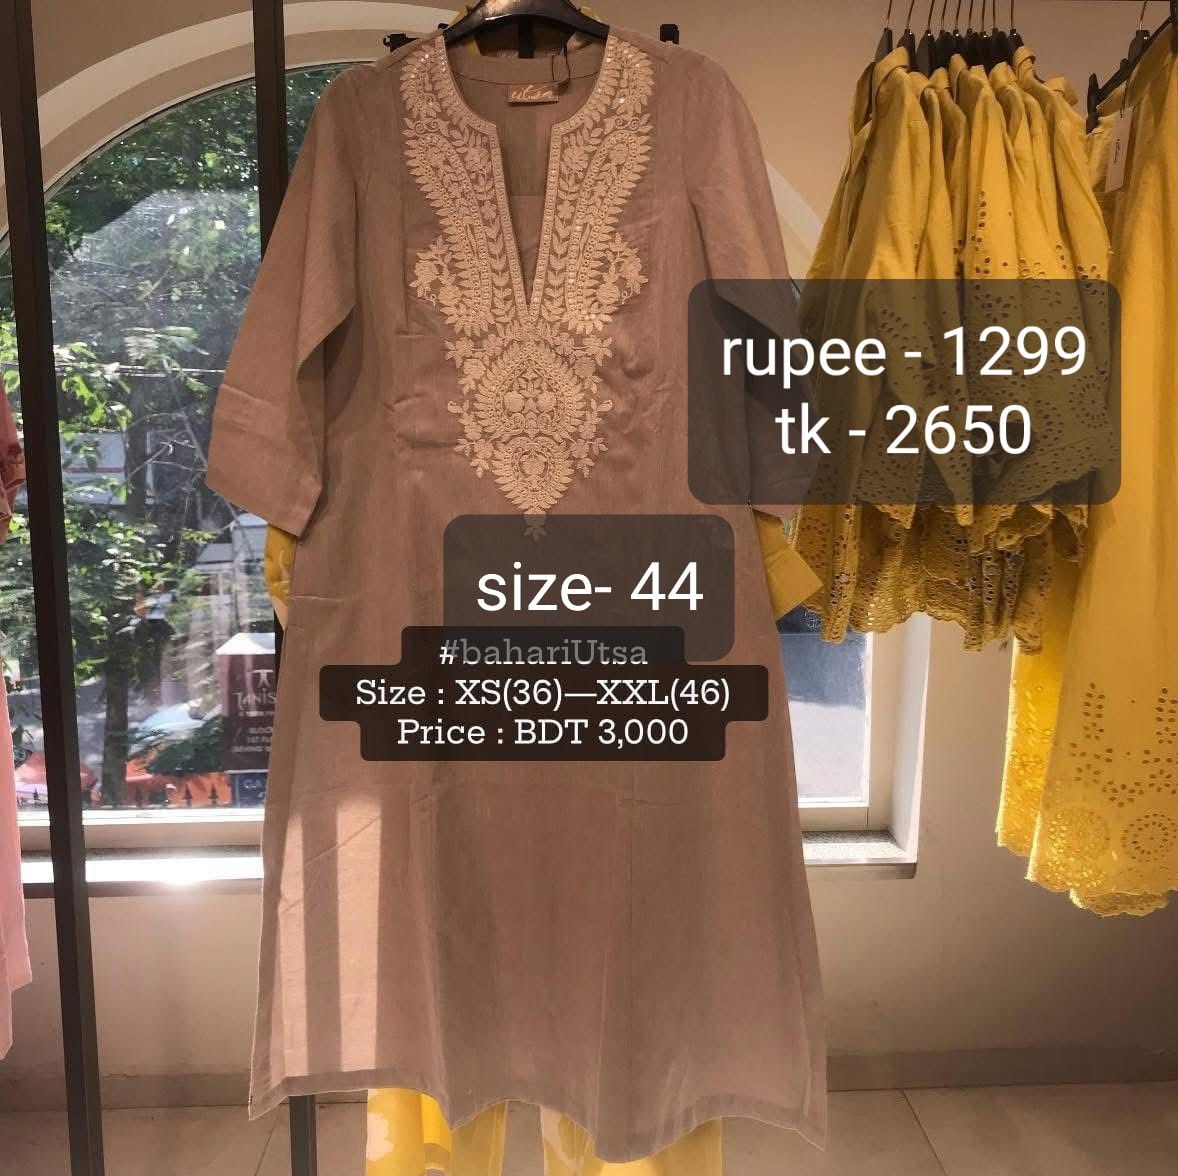 rupee - 1299
tk - 2650
size- 44
#bahariUtsa
Size : XS(36)—XXL(46)
Price : BDT 3,000